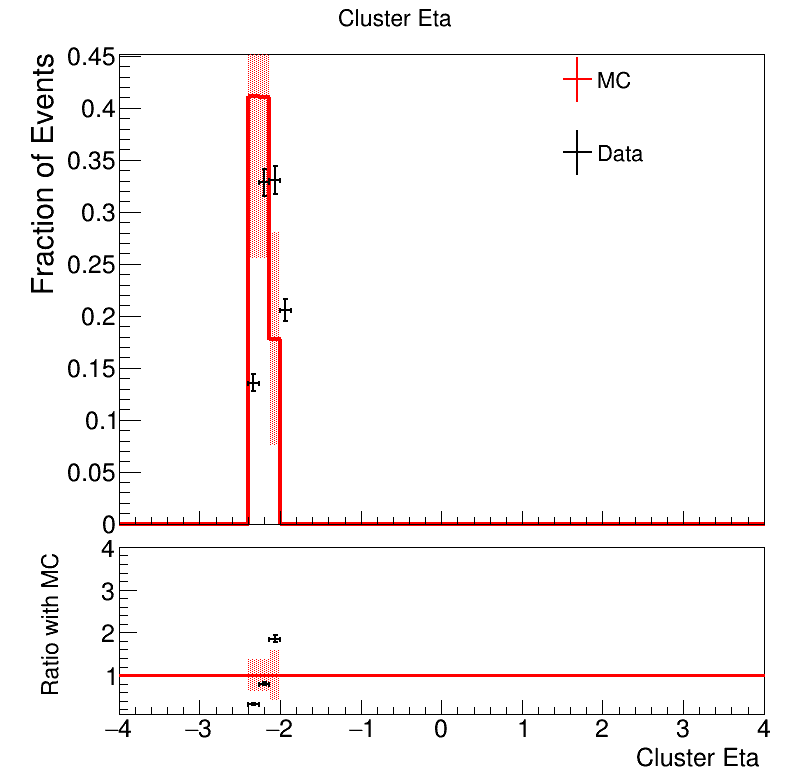 Cluster Eta
Fraction of Events
0.45
0.4
0.35
0.3
0.25
0.2
0.15
0.1
0.05
0
MC
Data
Ratio with MC
4
3
2
1
−4 −3 −2 −1 0 1 2 3 4
Cluster Eta